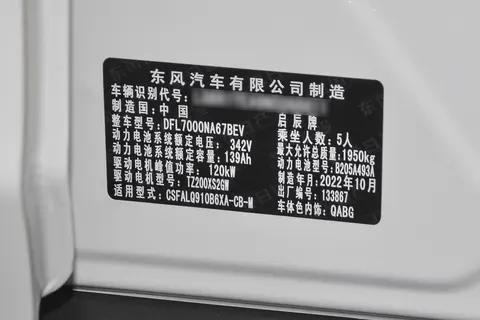 东风汽车有限公司制造
车辆识别代号:
制造国:中 国 启辰牌
整车型号:DFL7000NA67BEV 乘坐人数:5人
动力电池系统额定电压: 342V 最大允许总质量:1950kg
动力电池系统额定容量:139Ah 动力电池型号:B205A493A
驱动电机峰值功率: 120kW 制造年月:2022年10月
驱动电机型号:TZ200XS2GW 出厂编号:133867
适用型式:CSFALQ910B6XA-CB-M 车体色内饰:QABG